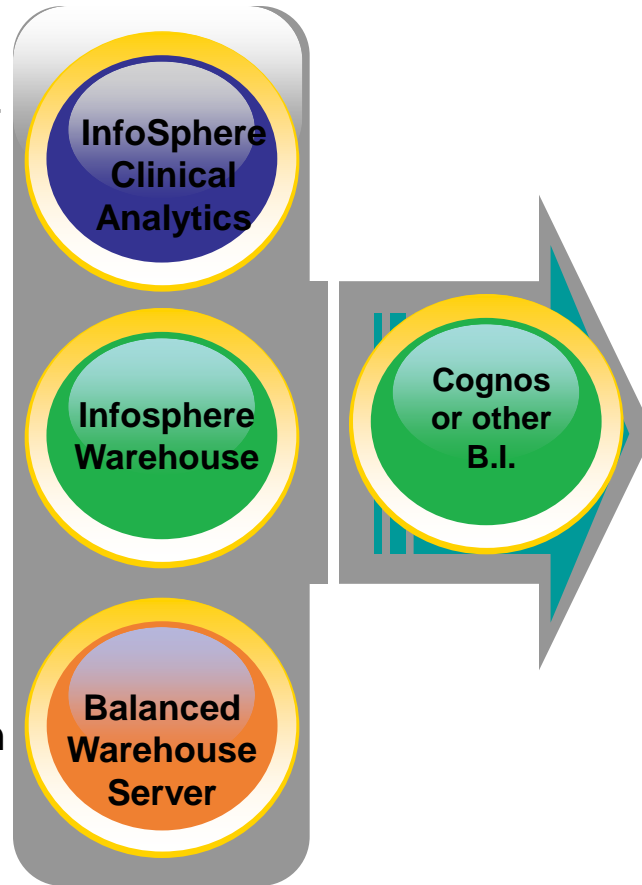 InfoSphere
Clinical
Analytics
Infosphere
Warehouse
Cognos
or other
B.I.
Balanced
Warehouse
Server